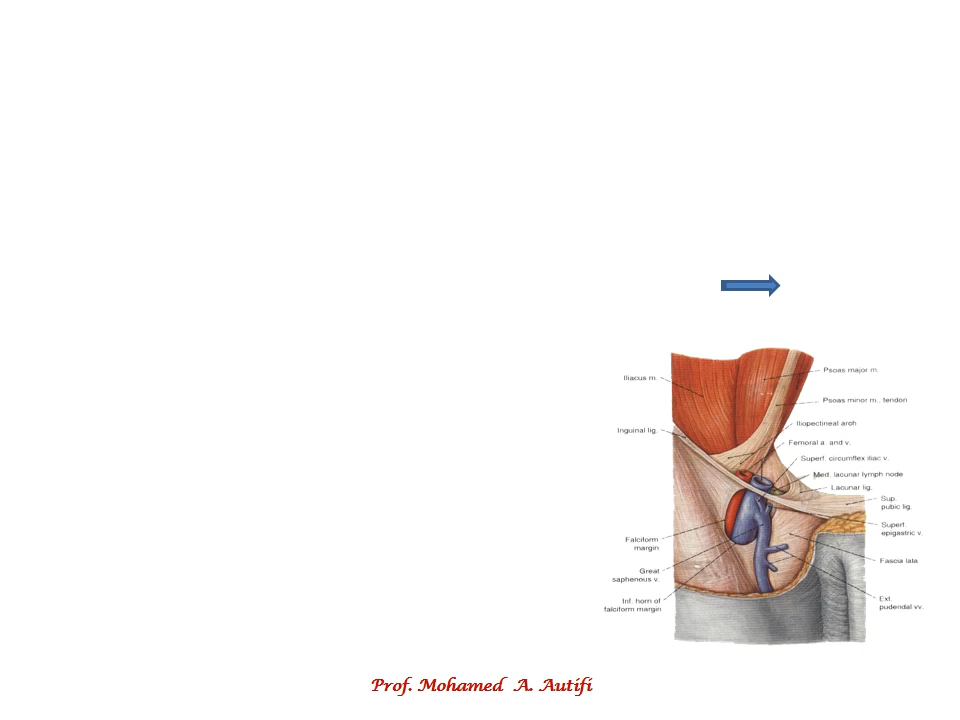 Psoas major m.
Iliacus m.
Psoas minor m., tendon
Iliopectineal arch
Inguinal lig.
Femoral a. and v.
Superf. circumflex iliac v.
Med. lacunar lymph node
Lacunar lig.
Sup.
pubic lig.
Superf.
epigastric v.
Falciform
margin
Fascia lata
Great
saphenous v.
Inf. horn of
falciform margin
Ext.
pudendal vv.
Prof. Mohamed A. Autifi